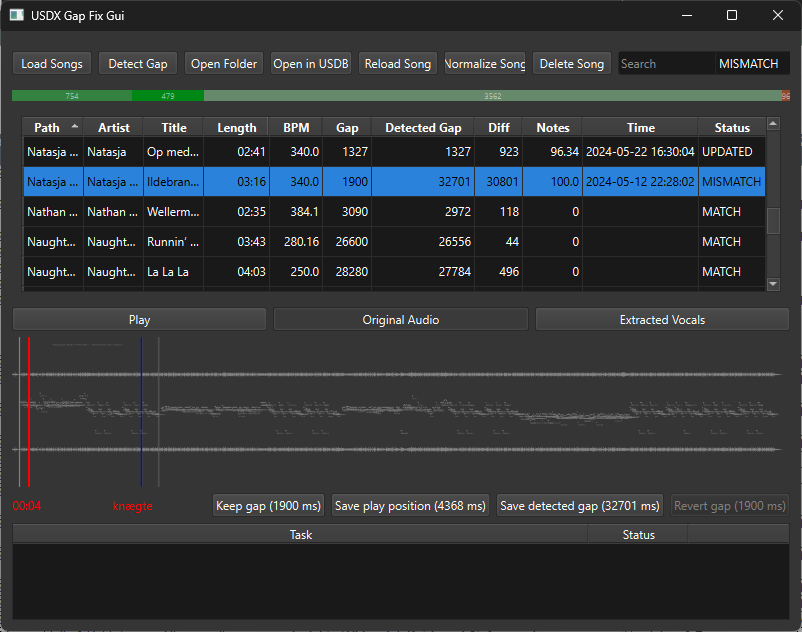 USDX Gap Fix Gui
Load Songs Detect Gap Open Folder Open in USDB Reload Song Normalize Song Delete Song Search MISMATCH
754 479 3562 96
Path Artist Title Length BPM Gap Detected Gap Diff Notes Time Status
Natasja ... Natasja Op med... 02:41 340.0 1327 1327 923 96.34 2024-05-22 16:30:04 UPDATED
Natasja ... Natasja ... Ildebran... 03:16 340.0 1900 32701 30801 100.0 2024-05-12 22:28:02 MISMATCH
Nathan ... Nathan ... Wellerm... 02:35 384.1 3090 2972 118 0 MATCH
Naught... Naught... Runnin' ... 03:43 280.16 26600 26556 44 0 MATCH
Naught... Naught... La La La 04:03 250.0 28280 27784 496 0 MATCH
Play Original Audio Extracted Vocals
00:04 knægte Keep gap (1900 ms) Save play position (4368 ms) Save detected gap (32701 ms) Revert gap (1900 ms)
Task Status